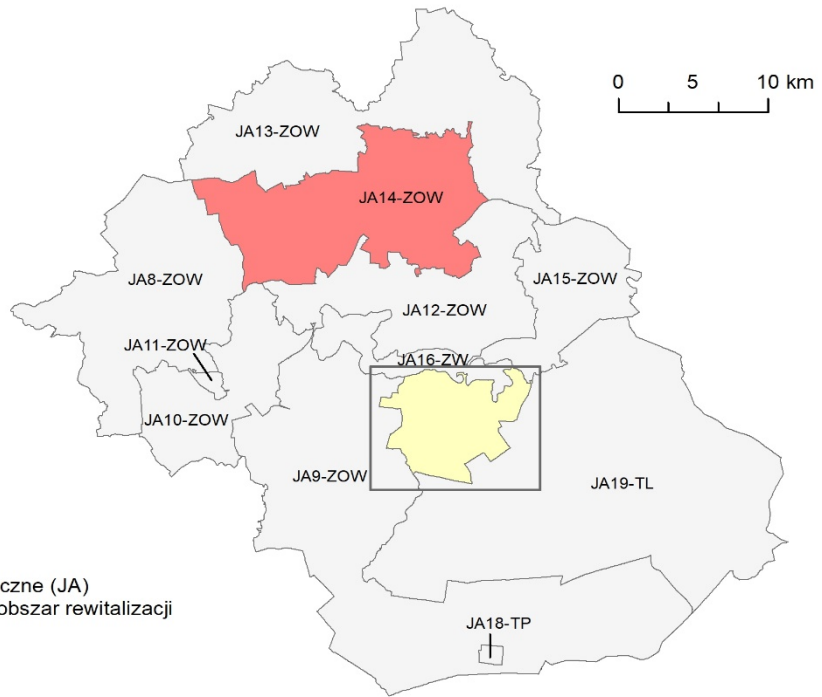 0 5 10 km
JA13-ZOW
JA14-ZOW
JA8-ZOW
JA15-ZOW
JA12-ZOW
JA11-ZOW
JA16-ZW
JA10-ZOW
JA9-ZOW
JA19-TL
czne (JA)
obszar rewitalizacji
JA18-TP